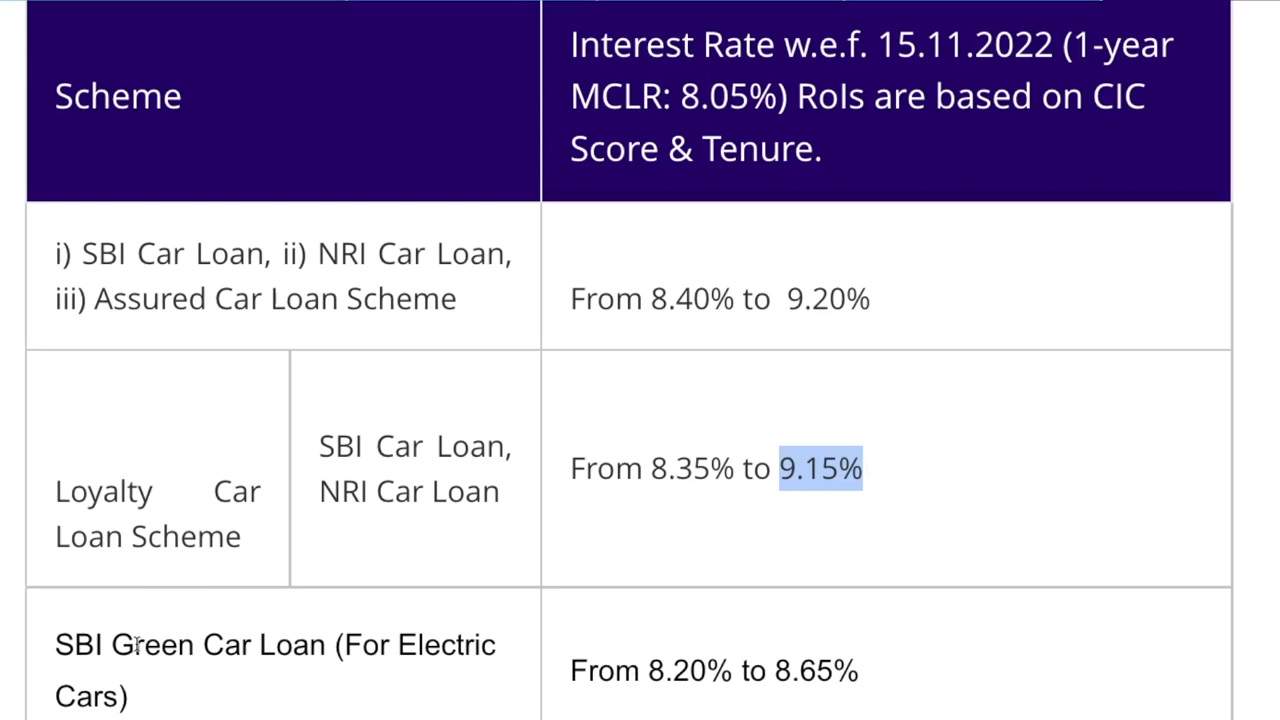 Scheme
Interest Rate w.e.f. 15.11.2022 (1-year
MCLR: 8.05%) RoIs are based on CIC
Score & Tenure.
i) SBI Car Loan, ii) NRI Car Loan,
iii) Assured Car Loan Scheme
From 8.40% to 9.20%
Loyalty Car
Loan Scheme
SBI Car Loan,
NRI Car Loan
From 8.35% to 9.15%
SBI Green Car Loan (For Electric
Cars)
From 8.20% to 8.65%